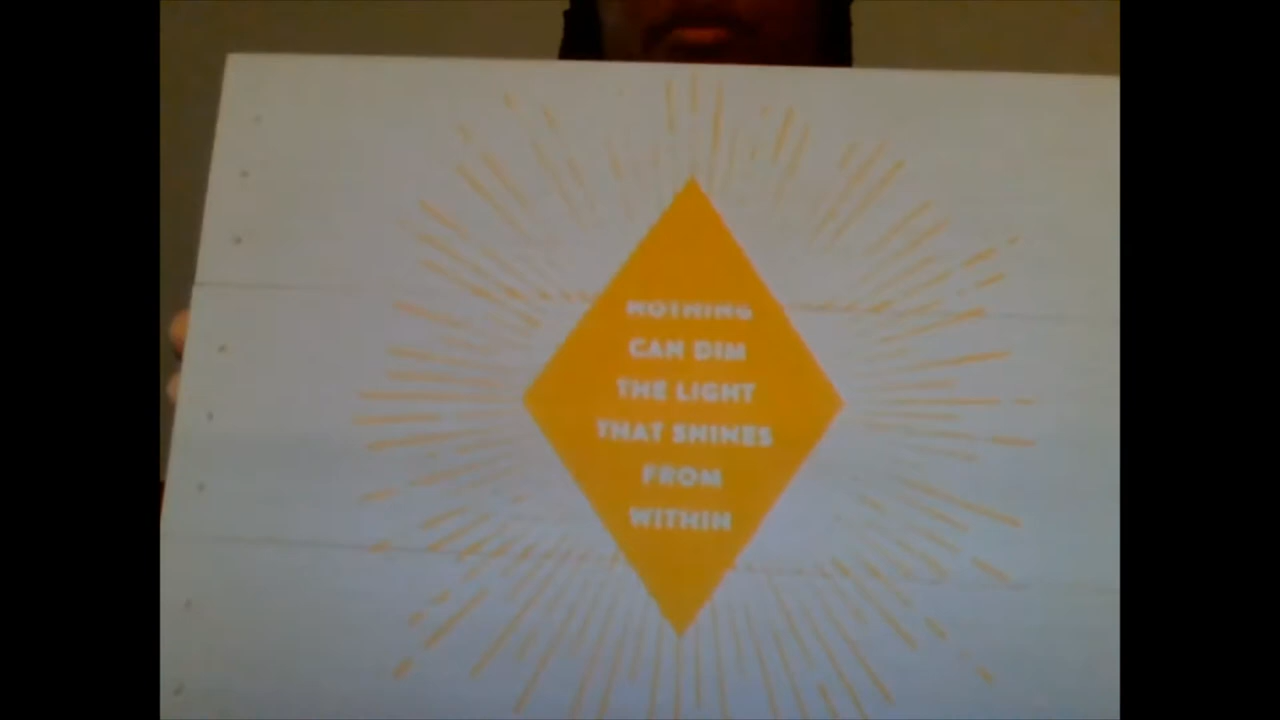 NOTHING
CAN DIM
THE LIGHT
THAT SHINES
FROM
WITHIN